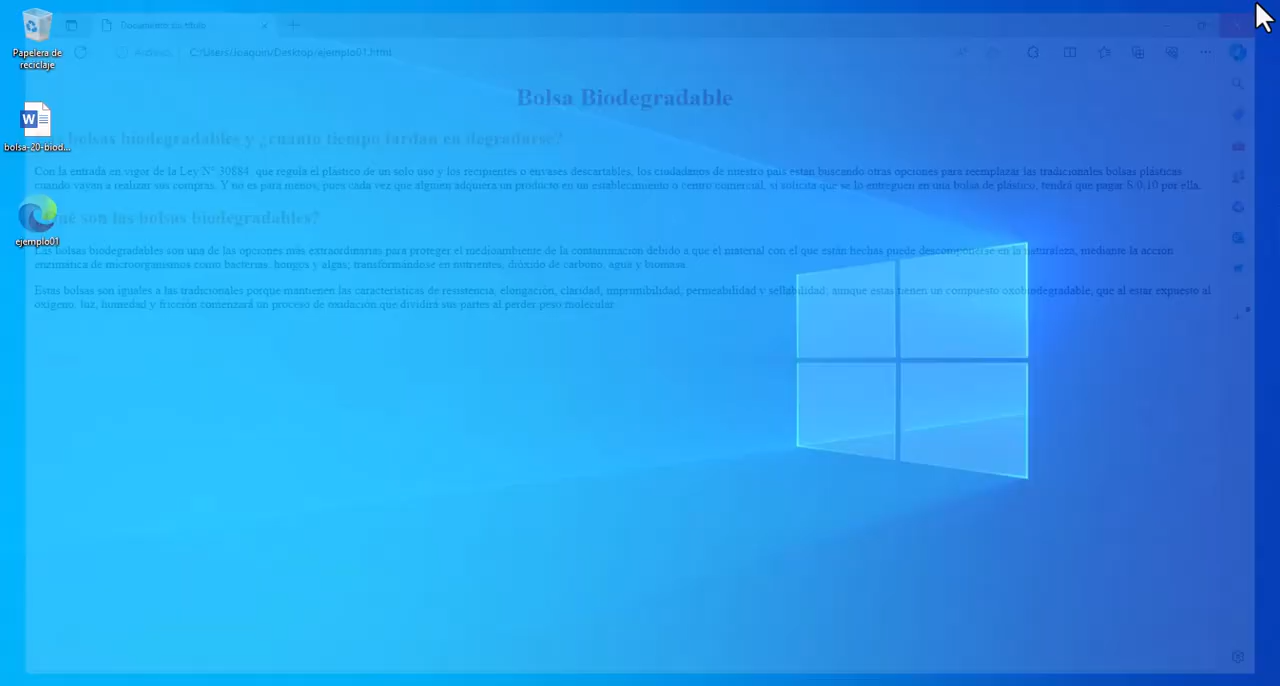 Papelera de
reciclaje
Documento sin título
Archivo
C:/Users/Joaquin/Desktop/ejemplo01.html
Bolsa Biodegradable
bolsas biodegradables y ¿cuánto tiempo tardan en degradarse?
bolsa-20-biod...
Con la entrada en vigor de la Ley N° 30884 que regula el plástico de un solo uso y los recipientes o envases descartables, los ciudadanos de nuestro país están buscando otras opciones para reemplazar las tradicionales bolsas plásticas
cuando vayan a realizar sus compras. Y no es para menos, pues cada vez que alguien adquiera un producto en un establecimiento o centro comercial, si solicita que se lo entreguen en una bolsa de plástico, tendrá que pagar S/0.10 por ella.
son las bolsas biodegradables?
ejemplo01
Las bolsas biodegradables son una de las opciones más extraordinarias para proteger el medioambiente de la contaminación debido a que el material con el que están hechas puede descomponerse en la naturaleza, mediante la acción
enzimática de microorganismos como bacterias, hongos y algas; transformándose en nutrientes, dióxido de carbono, agua y biomasa.
Estas bolsas son iguales a las tradicionales porque mantienen las características de resistencia, elongación, claridad, imprimibilidad, permeabilidad y sellabilidad; aunque estas tienen un compuesto oxobiodegradable, que al estar expuesto al
oxígeno, luz, humedad y fricción comenzará un proceso de oxidación que dividirá sus partes al perder peso molecular.